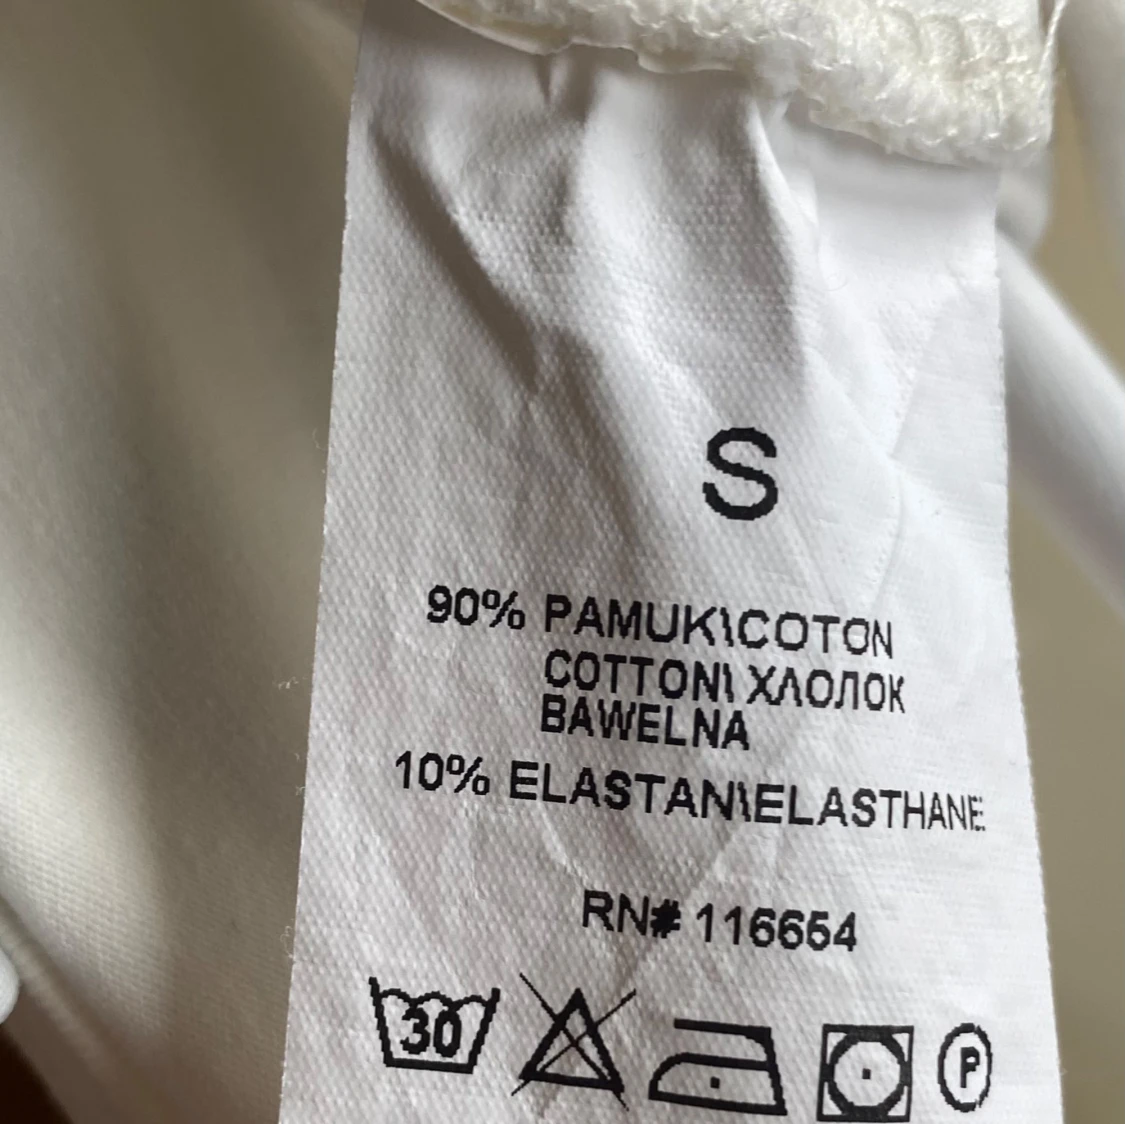 S
90% PAMUK\COTON
COTTON\ ХЛОПОК
BAWELNA
10% ELASTAN\ELASTHANE
RN# 116654
30
P